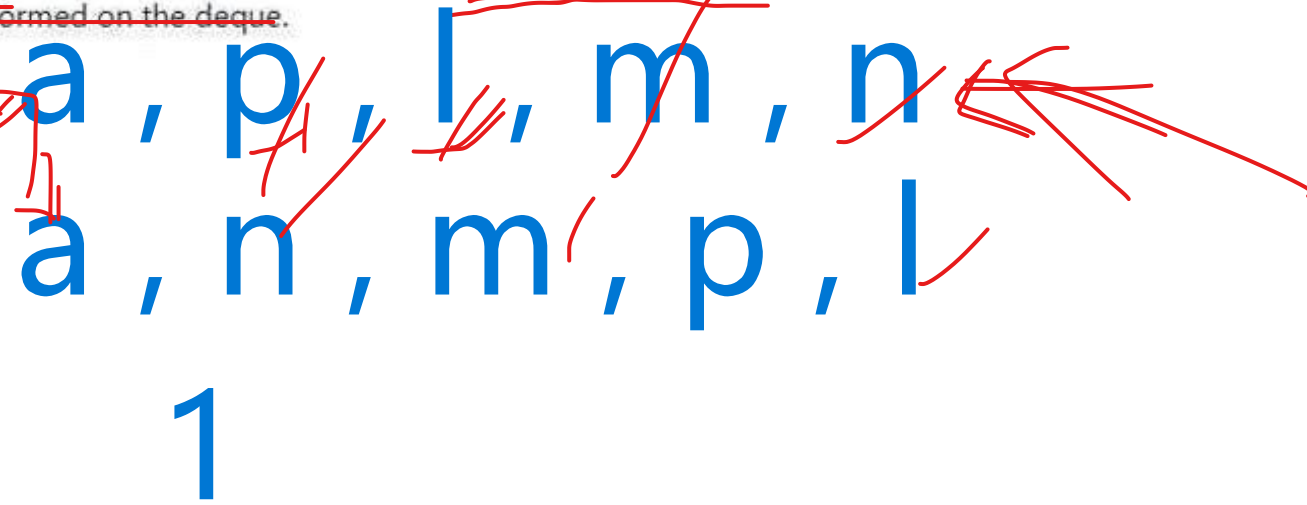 ormed on the deque.
a , p , l , m , n
a , n , m , p , l
1